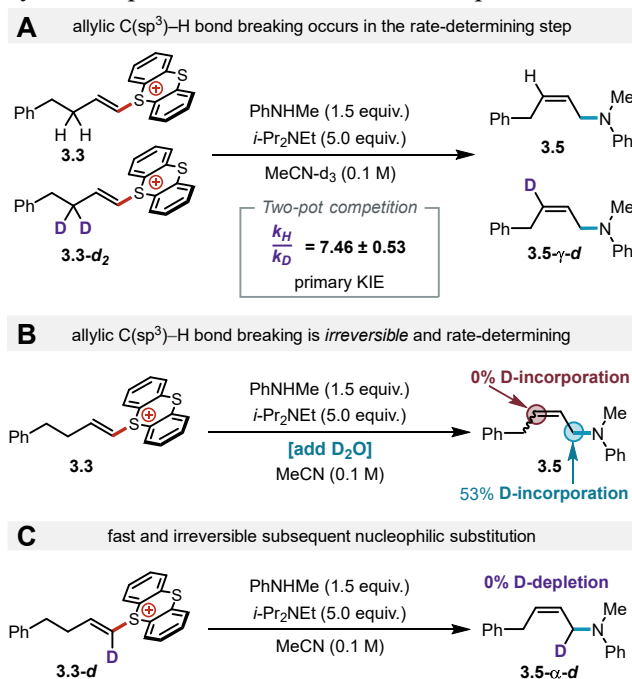 A allylic C(sp³)–H bond breaking occurs in the rate-determining step
Ph
H H
S
S
⊕
3.3
Ph
D D
S
S
⊕
3.3-d₂
PhNHMe (1.5 equiv.)
i-Pr₂NEt (5.0 equiv.)
MeCN-d₃ (0.1 M)
Two-pot competition
k_H/k_D = 7.46 ± 0.53
primary KIE
H
Ph
Me
N
Ph
3.5
D
Ph
Me
N
Ph
3.5-γ-d
B allylic C(sp³)–H bond breaking is irreversible and rate-determining
Ph
S
S
⊕
3.3
PhNHMe (1.5 equiv.)
i-Pr₂NEt (5.0 equiv.)
[add D₂O]
MeCN (0.1 M)
0% D-incorporation
Ph
Me
N
Ph
3.5
53% D-incorporation
C fast and irreversible subsequent nucleophilic substitution
Ph
S
S
⊕
D
3.3-d
PhNHMe (1.5 equiv.)
i-Pr₂NEt (5.0 equiv.)
MeCN (0.1 M)
0% D-depletion
Ph
Me
N
Ph
D
3.5-α-d